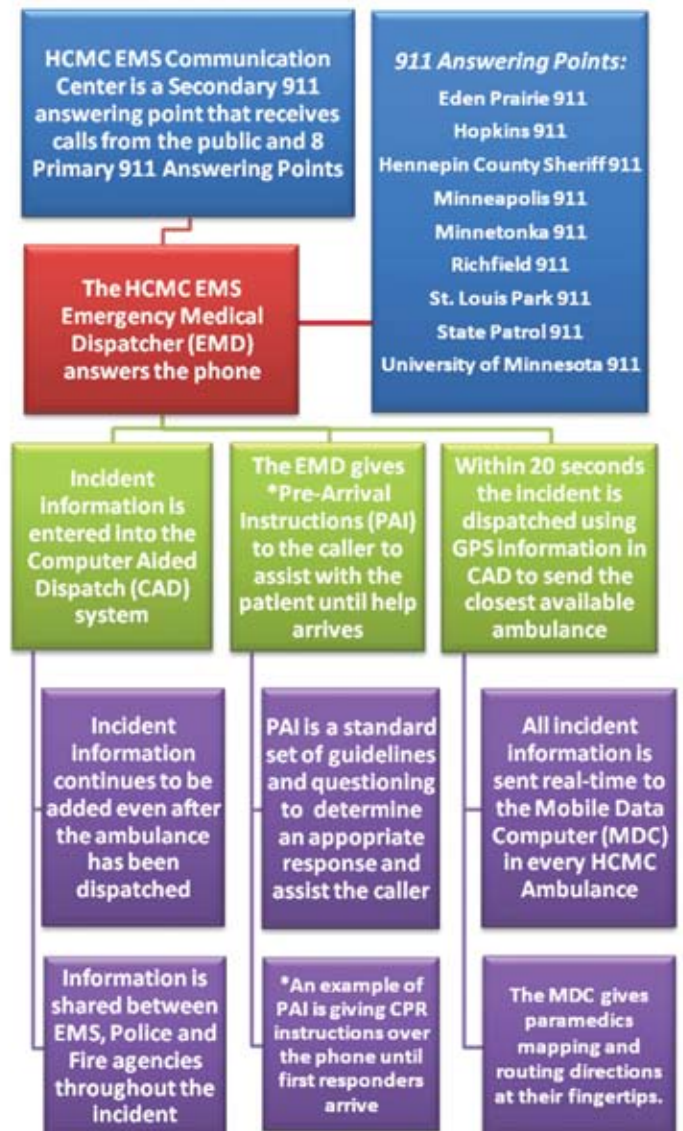 HCMC EMS Communication
Center is a Secondary 911
answering point that receives
calls from the public and 8
Primary 911 Answering Points
911 Answering Points:
Eden Prairie 911
Hopkins 911
Hennepin County Sheriff 911
Minneapolis 911
Minnetonka 911
Richfield 911
St. Louis Park 911
State Patrol 911
University of Minnesota 911
The HCMC EMS
Emergency Medical
Dispatcher (EMD)
answers the phone
Incident
Information is
entered into the
Computer Aided
Dispatch (CAD)
system
The EMD gives
*Pre-Arrival
Instructions (PAI)
to the caller to
assist with the
patient until help
arrives
Within 20 seconds
the incident is
dispatched using
GPS information in
CAD to send the
closest available
ambulance
Incident
information
continues to be
added even after
the ambulance
has been
dispatched
PAI is a standard
set of guidelines
and questioning
to determine
an appopriate
response and
assist the caller
All incident
information is
sent real-time to
the Mobile Data
Computer (MDC)
in every HCMC
Ambulance
Information is
shared between
EMS, Police and
Fire agencies
throughout the
incident
*An example of
PAI is giving CPR
instructions over
the phone until
first responders
arrive
The MDC gives
paramedics
mapping and
routing directions
at their fingertips.